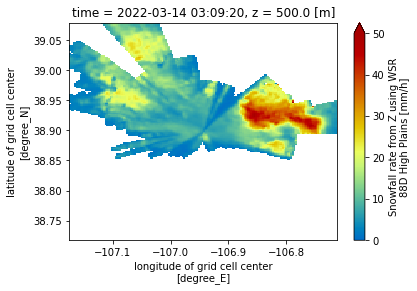 time = 2022-03-14 03:09:20, z = 500.0 [m]
39.05
39.00
38.95
38.90
38.85
38.80
38.75
latitude of grid cell center
[degree_N]
−107.1
−107.0
−106.9
−106.8
longitude of grid cell center
[degree_E]
50
40
30
20
10
0
Snowfall rate from Z using WSR
88D High Plains [mm/h]